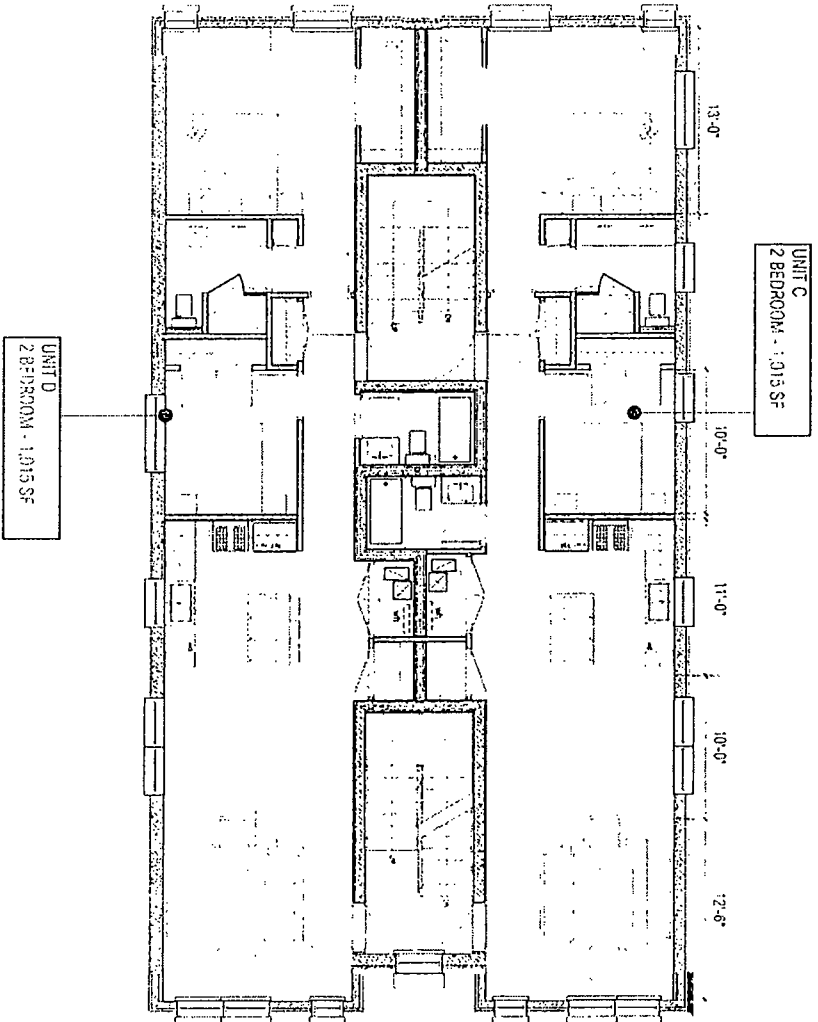 UNIT C
2 BEDROOM - 1,015 SF
13'-0"
10'-0"
11'-0"
10'-0"
12'-6"
UNIT D
2 BEDROOM - 1,015 SF